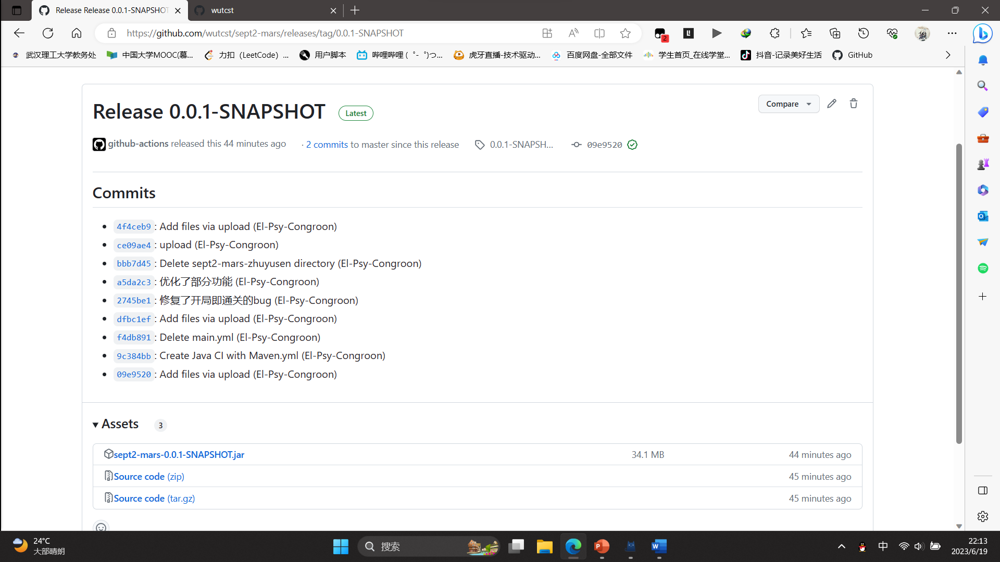 Release Release 0.0.1-SNAPSHOT
wutcst
https://github.com/wutcst/sept2-mars/releases/tag/0.0.1-SNAPSHOT
2
武汉理工大学教务处
中国大学MOOC(慕...
力扣（LeetCode）...
用户脚本
哔哩哔哩 ( ゜- ゜)つ...
虎牙直播-技术驱动...
百度网盘-全部文件
学生首页_在线学堂...
抖音-记录美好生活
GitHub
Release 0.0.1-SNAPSHOT
Latest
Compare
github-actions released this 44 minutes ago
· 2 commits to master since this release
0.0.1-SNAPSH...
09e9520
Commits
4f4ceb9 : Add files via upload (El-Psy-Congroon)
ce09ae4 : upload (El-Psy-Congroon)
bbb7d45 : Delete sept2-mars-zhuyusen directory (El-Psy-Congroon)
a5da2c3 : 优化了部分功能 (El-Psy-Congroon)
2745be1 : 修复了开局即通关的bug (El-Psy-Congroon)
dfbc1ef : Add files via upload (El-Psy-Congroon)
f4db891 : Delete main.yml (El-Psy-Congroon)
9c384bb : Create Java CI with Maven.yml (El-Psy-Congroon)
09e9520 : Add files via upload (El-Psy-Congroon)
Assets 3
sept2-mars-0.0.1-SNAPSHOT.jar 34.1 MB 44 minutes ago
Source code (zip) 45 minutes ago
Source code (tar.gz) 45 minutes ago
24°C
大部晴朗
搜索
中
22:13
2023/6/19